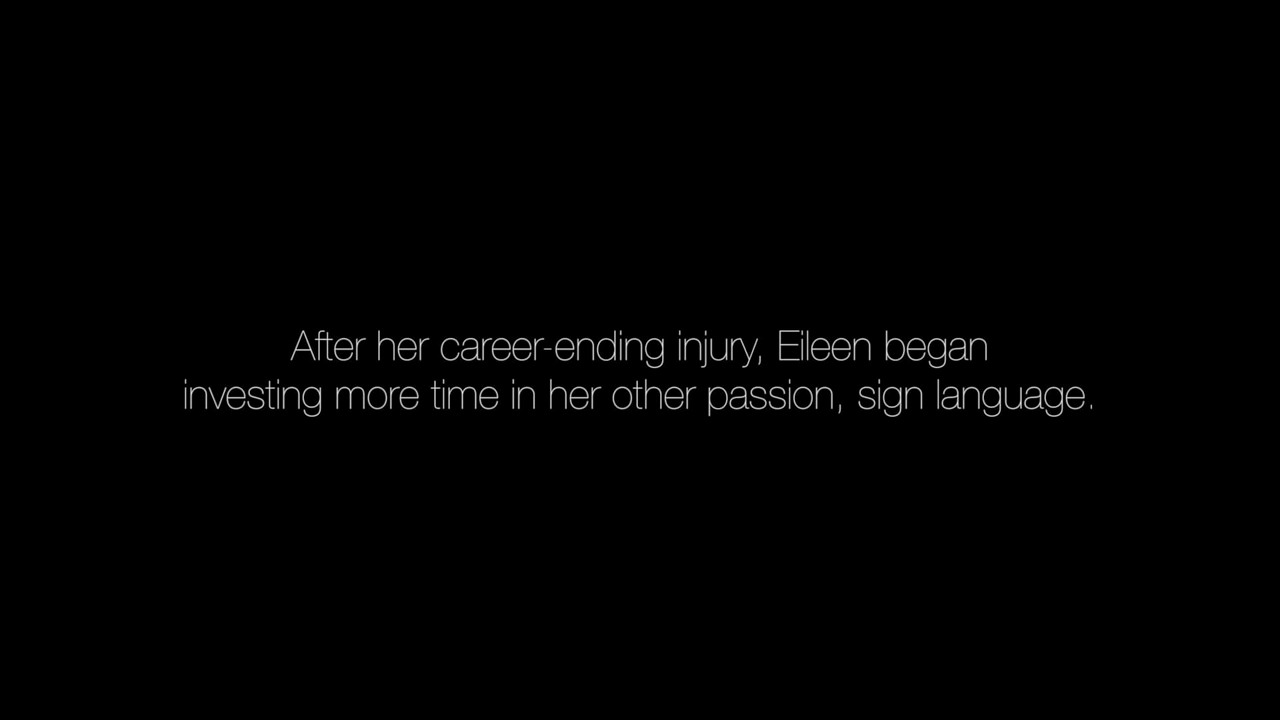 After her career-ending injury, Eileen began
investing more time in her other passion, sign language.